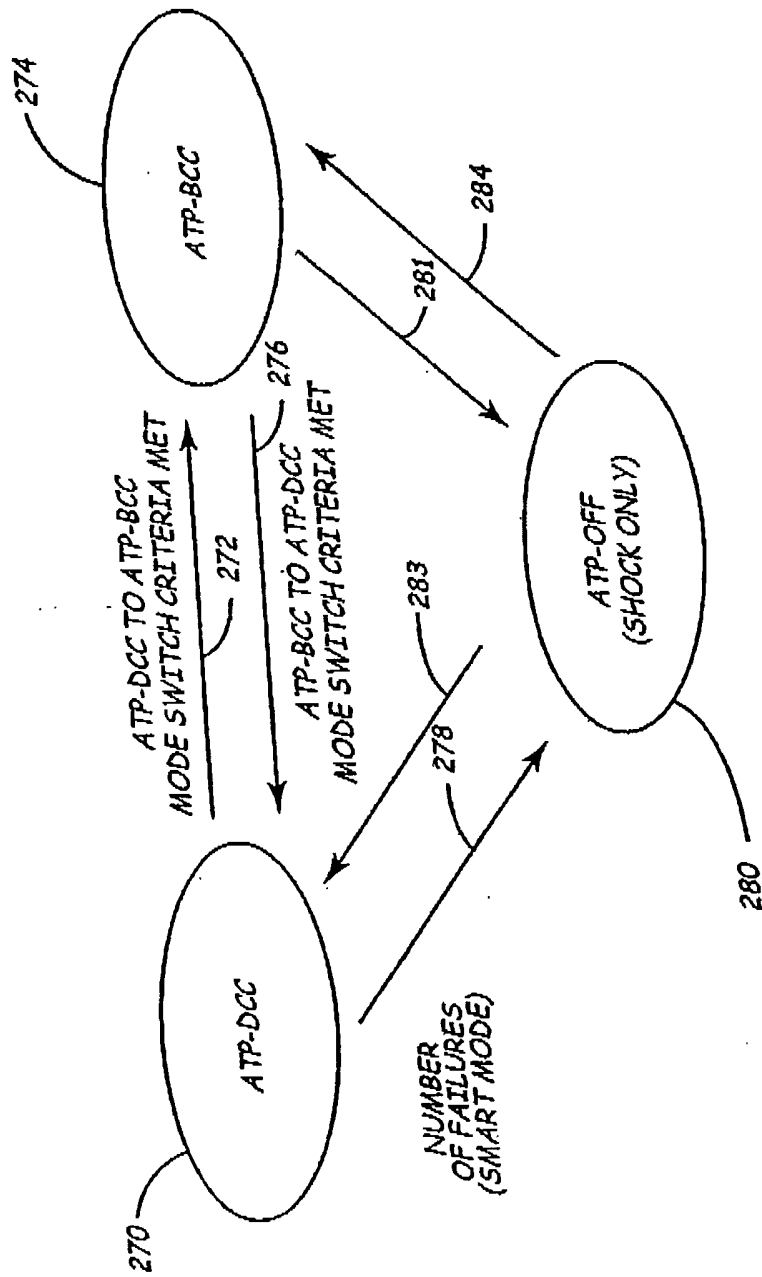 274
ATP-BCC
284
281
276
ATP-DCC TO ATP-BCC
MODE SWITCH CRITERIA MET
272
ATP-BCC TO ATP-DCC
MODE SWITCH CRITERIA MET
283
278
ATP-OFF
(SHOCK ONLY)
280
270
ATP-DCC
NUMBER
OF FAILURES
(SMART MODE)